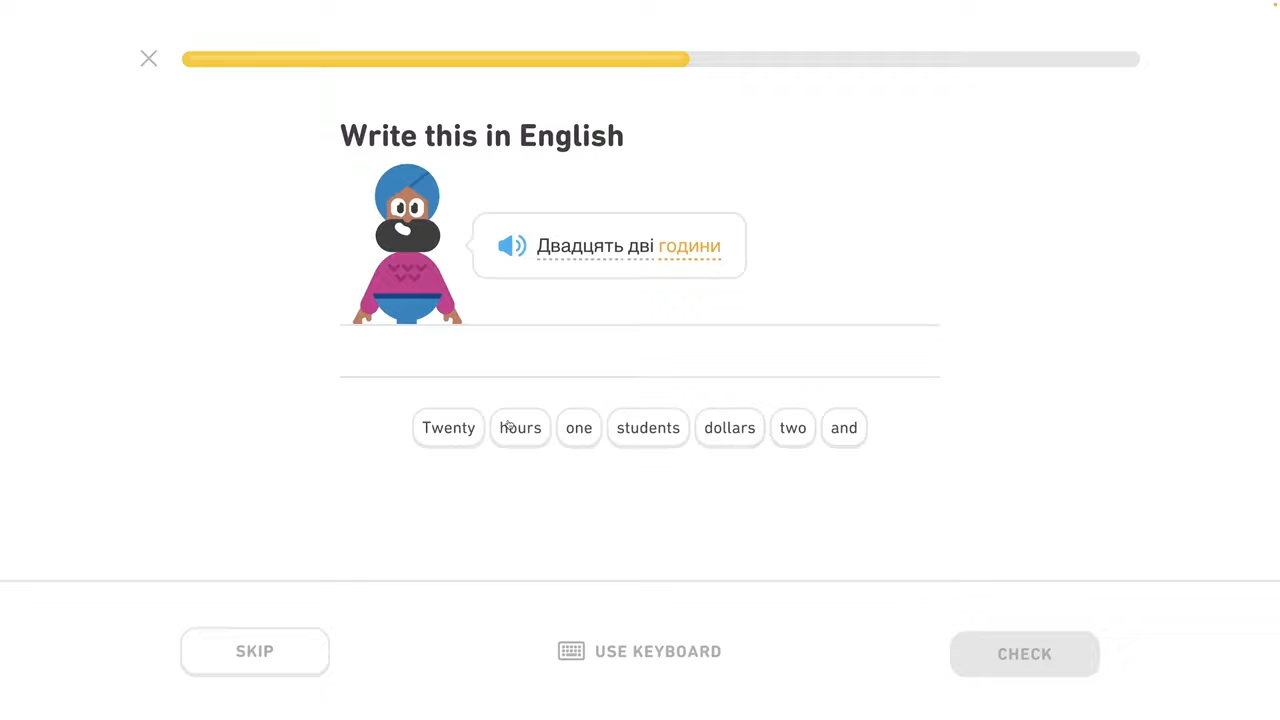 Write this in English
Двадцять дві години
Twenty hours one students dollars two and
SKIP USE KEYBOARD CHECK